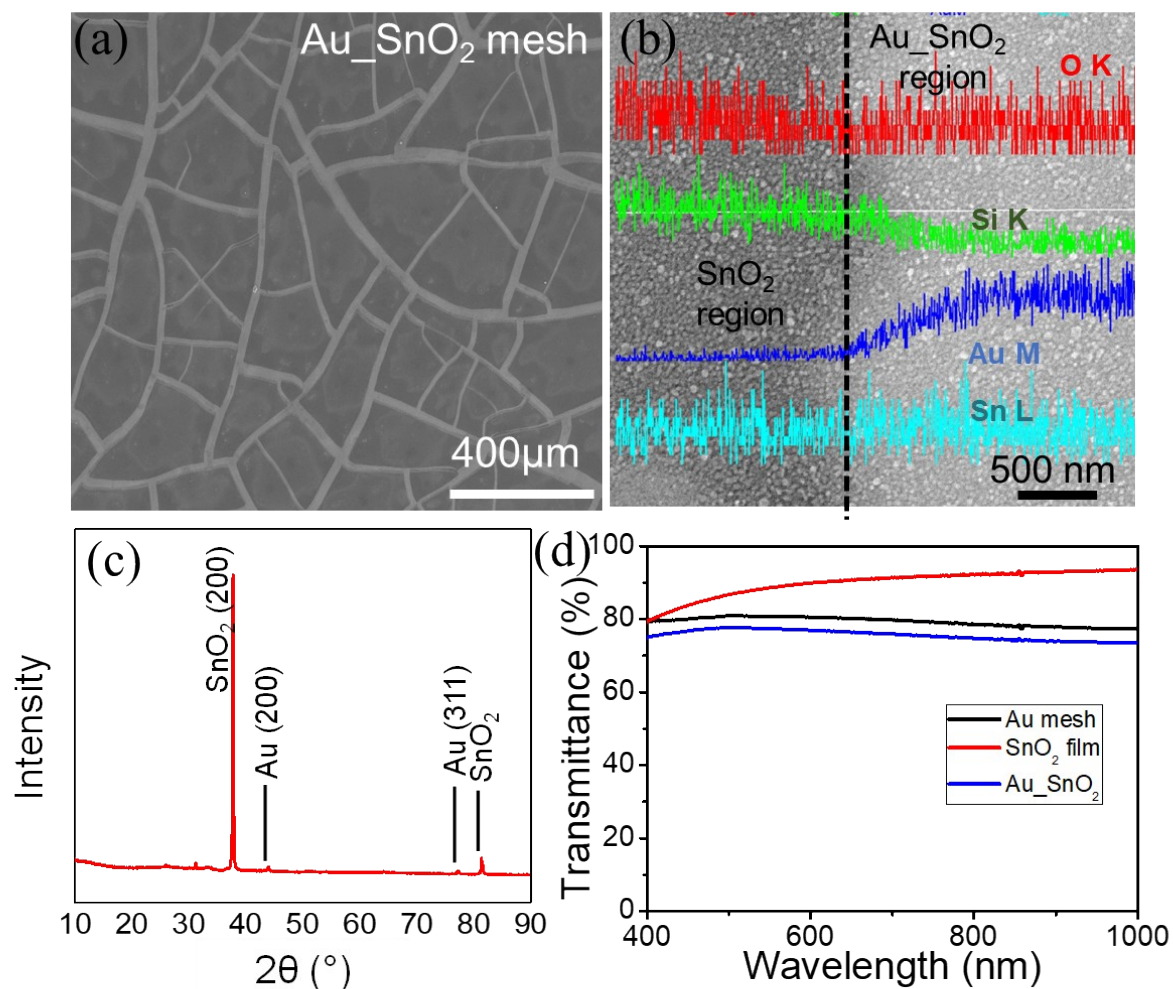 (a)
Au_SnO₂ mesh
400μm
(b)
Au_SnO₂
region
O K
Si K
SnO₂
region
Au M
Sn L
500 nm
(c)
SnO₂ (200)
Au (200)
Au (311)
SnO₂
Intensity
10 20 30 40 50 60 70 80 90
2θ (°)
(d)
100
80
60
40
20
0
Transmittance (%)
Au mesh
SnO₂ film
Au_SnO₂
400 600 800 1000
Wavelength (nm)